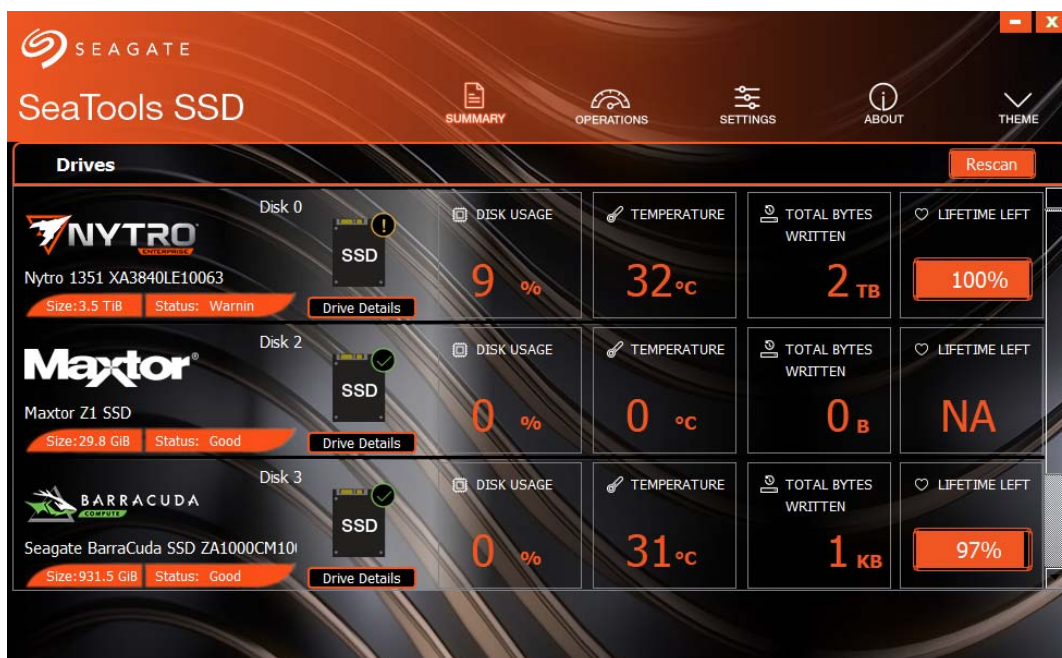 SEAGATE
SeaTools SSD
SUMMARY
OPERATIONS
SETTINGS
ABOUT
THEME
Drives
Rescan
NYTRO
ENTERPRISE
Disk 0
SSD
Nytro 1351 XA3840LE10063
Size:3.5 TiB
Status: Warnin
Drive Details
DISK USAGE
9 %
TEMPERATURE
32 °C
TOTAL BYTES
WRITTEN
2 TB
LIFETIME LEFT
100%
Maxtor®
Disk 2
SSD
Maxtor Z1 SSD
Size:29.8 GiB
Status: Good
Drive Details
DISK USAGE
0 %
TEMPERATURE
0 °C
TOTAL BYTES
WRITTEN
0 B
LIFETIME LEFT
NA
BARRACUDA
COMPUTE
Disk 3
SSD
Seagate BarraCuda SSD ZA1000CM10
Size:931.5 GiB
Status: Good
Drive Details
DISK USAGE
0 %
TEMPERATURE
31 °C
TOTAL BYTES
WRITTEN
1 KB
LIFETIME LEFT
97%